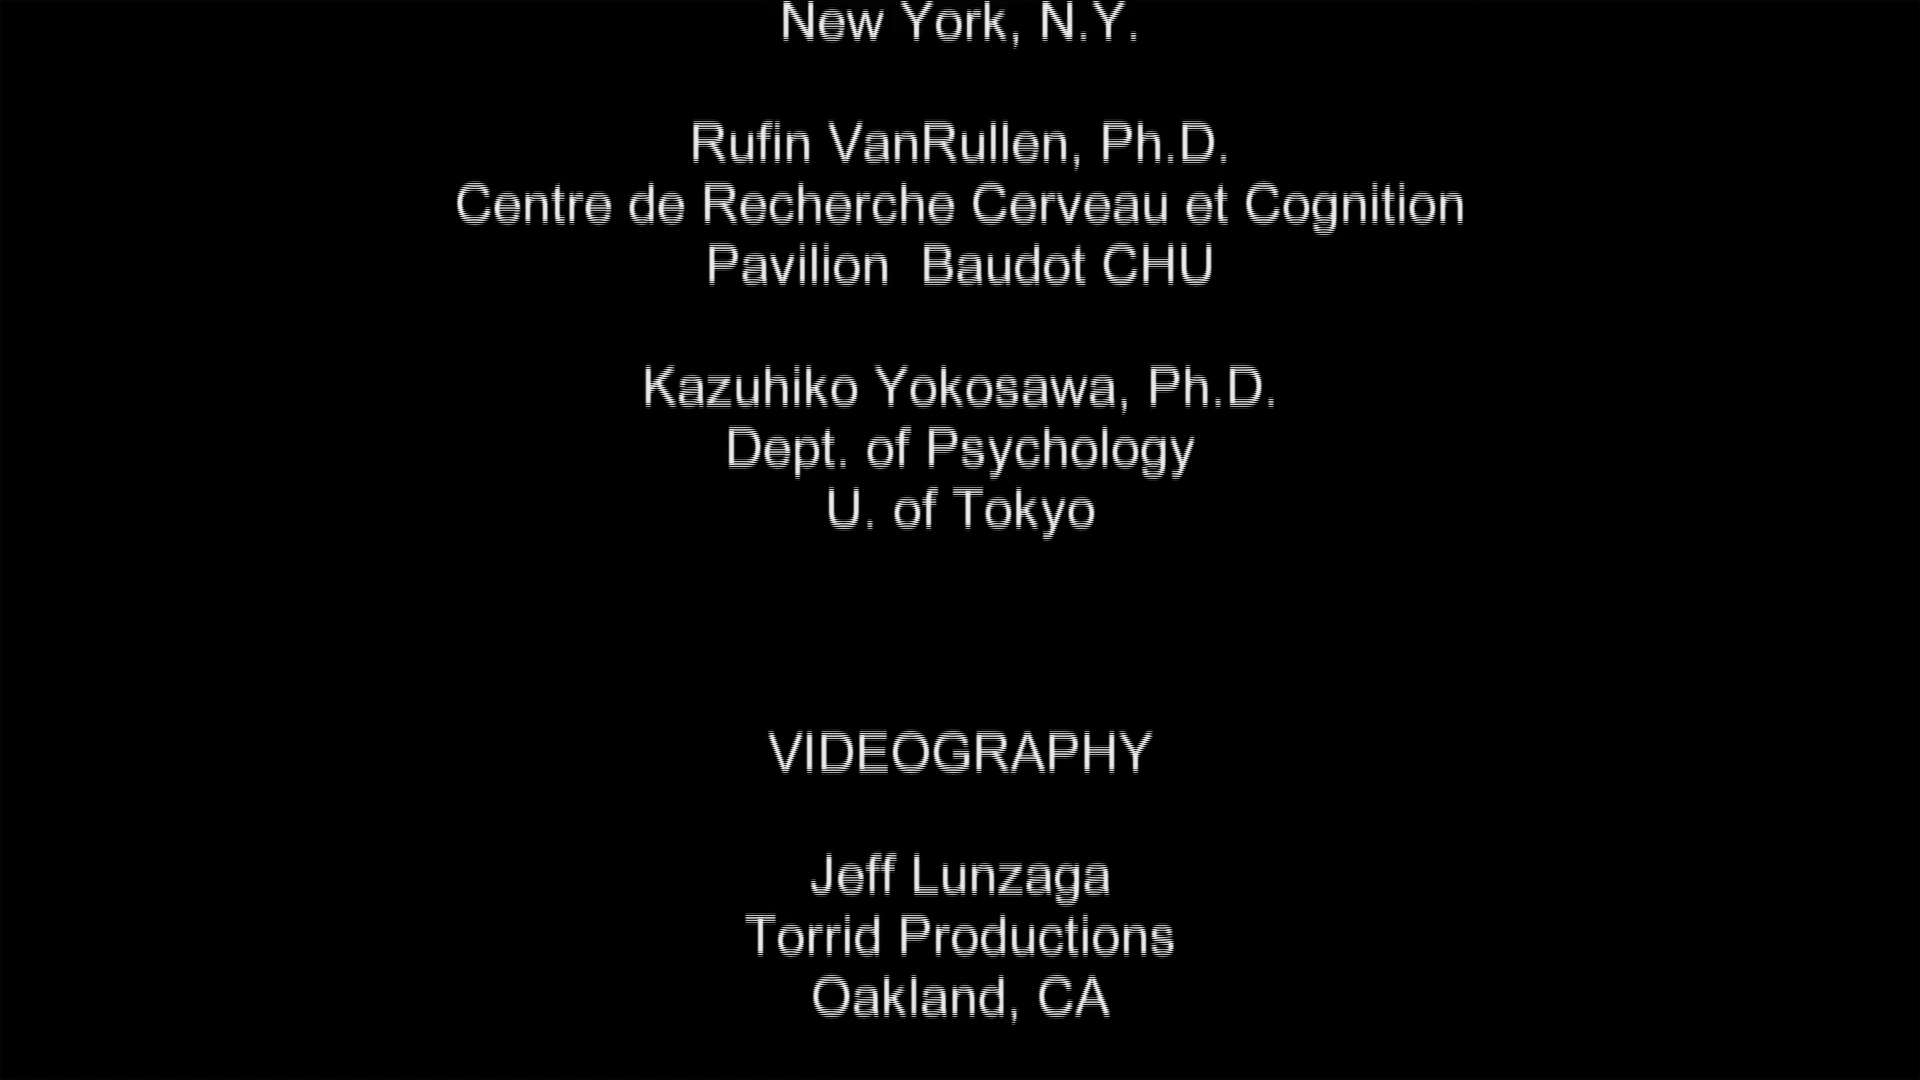 New York, N.Y.
Rufin VanRullen, Ph.D.
Centre de Recherche Cerveau et Cognition
Pavilion  Baudot CHU
Kazuhiko Yokosawa, Ph.D.
Dept. of Psychology
U. of Tokyo
VIDEOGRAPHY
Jeff Lunzaga
Torrid Productions
Oakland, CA